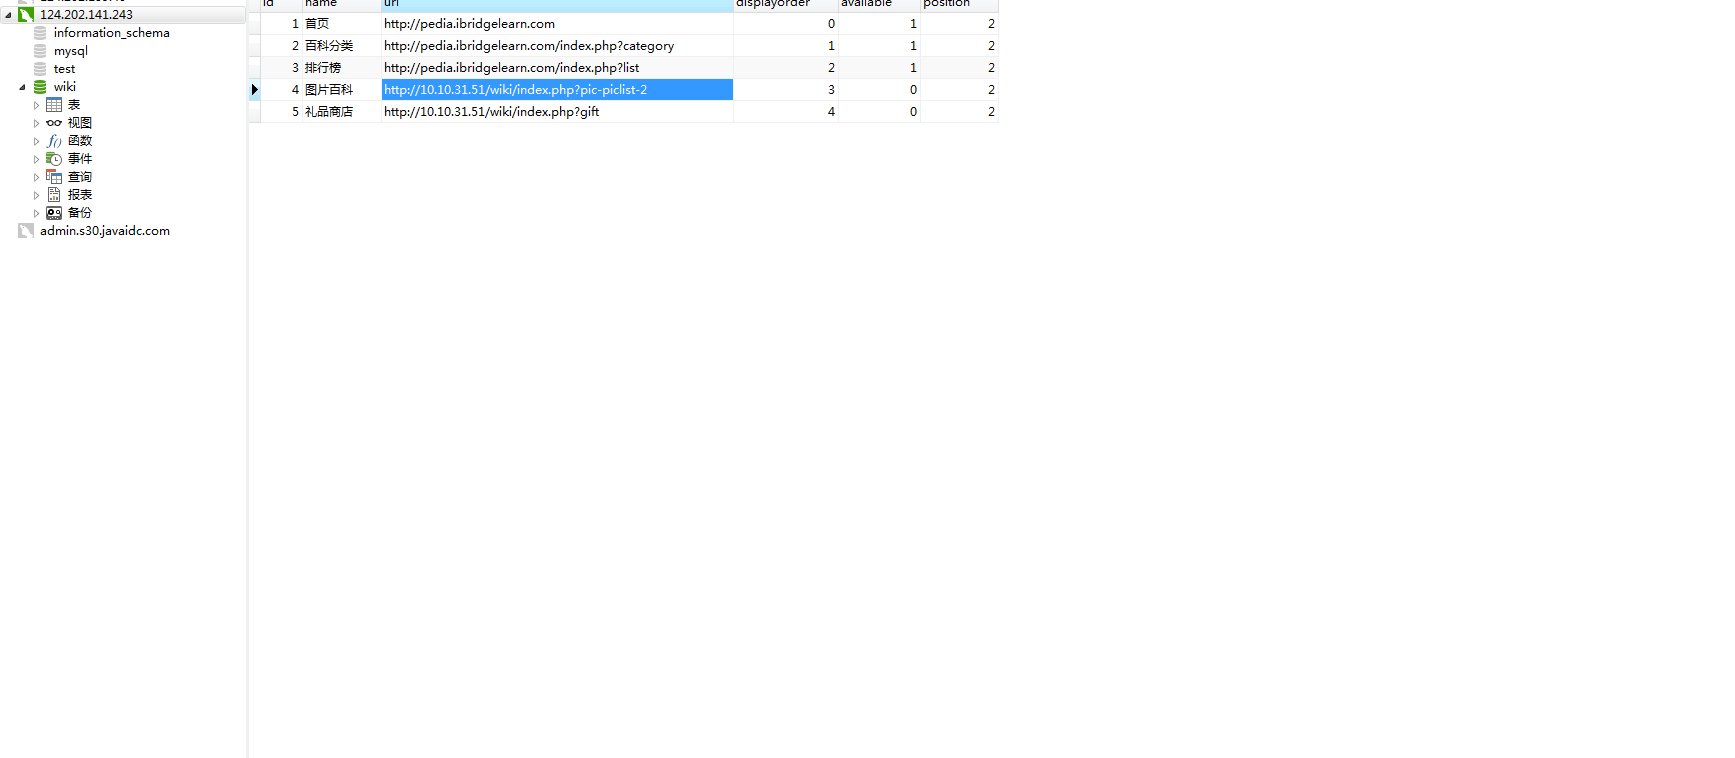 124.202.141.243
information_schema
mysql
test
wiki
表
视图
函数
事件
查询
报表
备份
admin.s30.javaidc.com
id name url displayorder available position
1 首页 http://pedia.ibridgelearn.com 0 1 2
2 百科分类 http://pedia.ibridgelearn.com/index.php?category 1 1 2
3 排行榜 http://pedia.ibridgelearn.com/index.php?list 2 1 2
4 图片百科 http://10.10.31.51/wiki/index.php?pic-piclist-2 3 0 2
5 礼品商店 http://10.10.31.51/wiki/index.php?gift 4 0 2